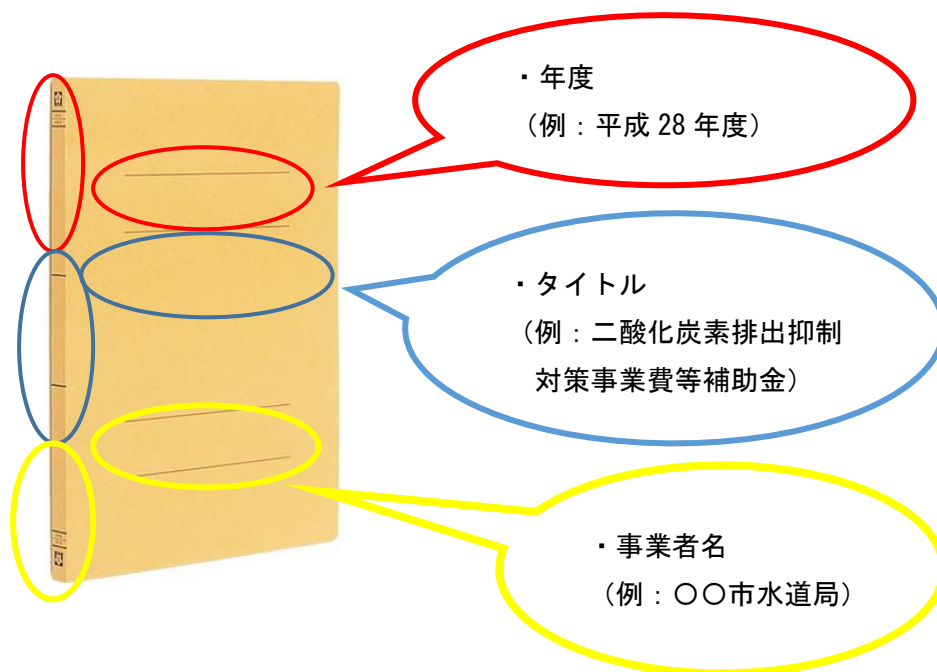 ・年度
（例：平成 28 年度）
・タイトル
（例：二酸化炭素排出抑制
対策事業費等補助金）
・事業者名
（例：〇〇市水道局）